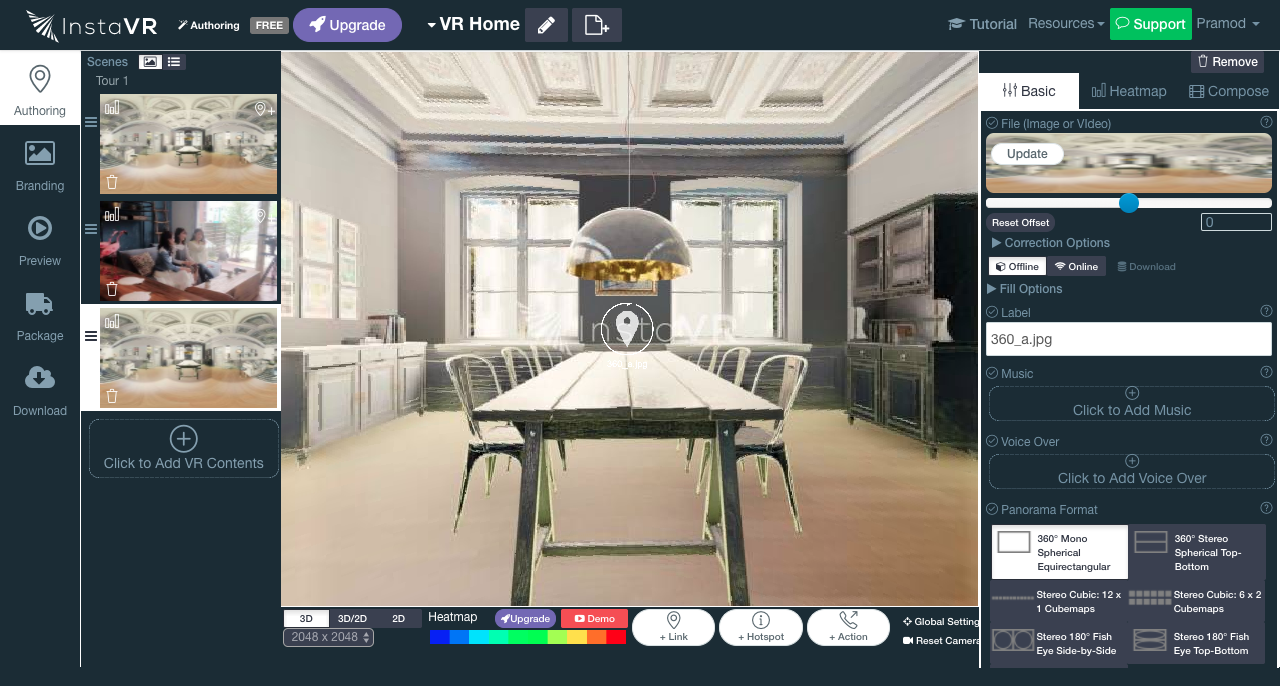 InstaVR
Authoring
FREE
Upgrade
VR Home
Tutorial
Resources
Support
Pramod
Authoring
Branding
Preview
Package
Download
Scenes
Tour 1
Click to Add VR Contents
InstaVR
360_a.jpg
3D
3D/2D
2D
2048 x 2048
Heatmap
Upgrade
Demo
+ Link
+ Hotspot
+ Action
Global Setting
Reset Camera
Remove
Basic
Heatmap
Compose
File (Image or VIdeo)
Update
Reset Offset
0
Correction Options
Offline
Online
Download
Fill Options
Label
360_a.jpg
Music
Click to Add Music
Voice Over
Click to Add Voice Over
Panorama Format
360° Mono
Spherical
Equirectangular
360° Stereo
Spherical Top-
Bottom
Stereo Cubic: 12 x
1 Cubemaps
Stereo Cubic: 6 x 2
Cubemaps
Stereo 180° Fish
Eye Side-by-Side
Stereo 180° Fish
Eye Top-Bottom